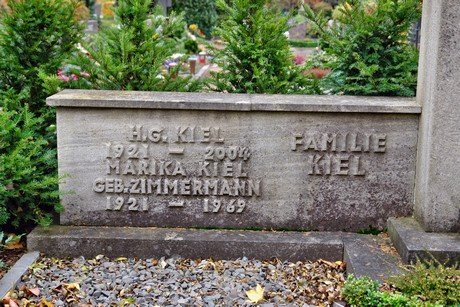 H.G. KIEL
1921 – 2004
MARIKA KIEL
GEB.ZIMMERMANN
1921 – 1969
FAMILIE
KIEL